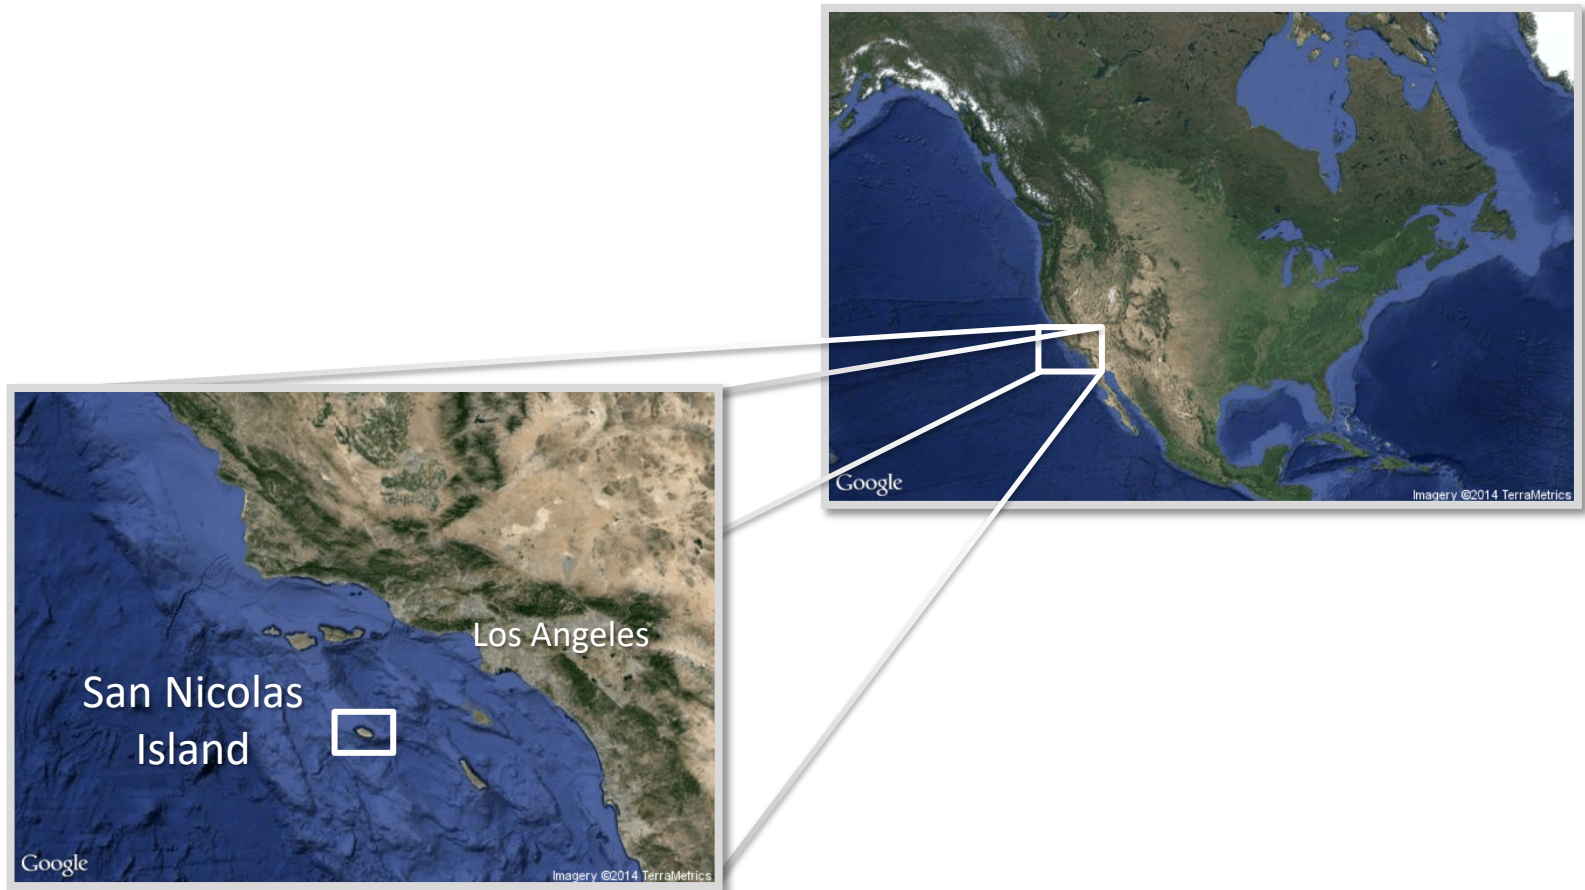 Google
Imagery ©2014 TerraMetrics
Los Angeles
San Nicolas
Island
Google
Imagery ©2014 TerraMetrics